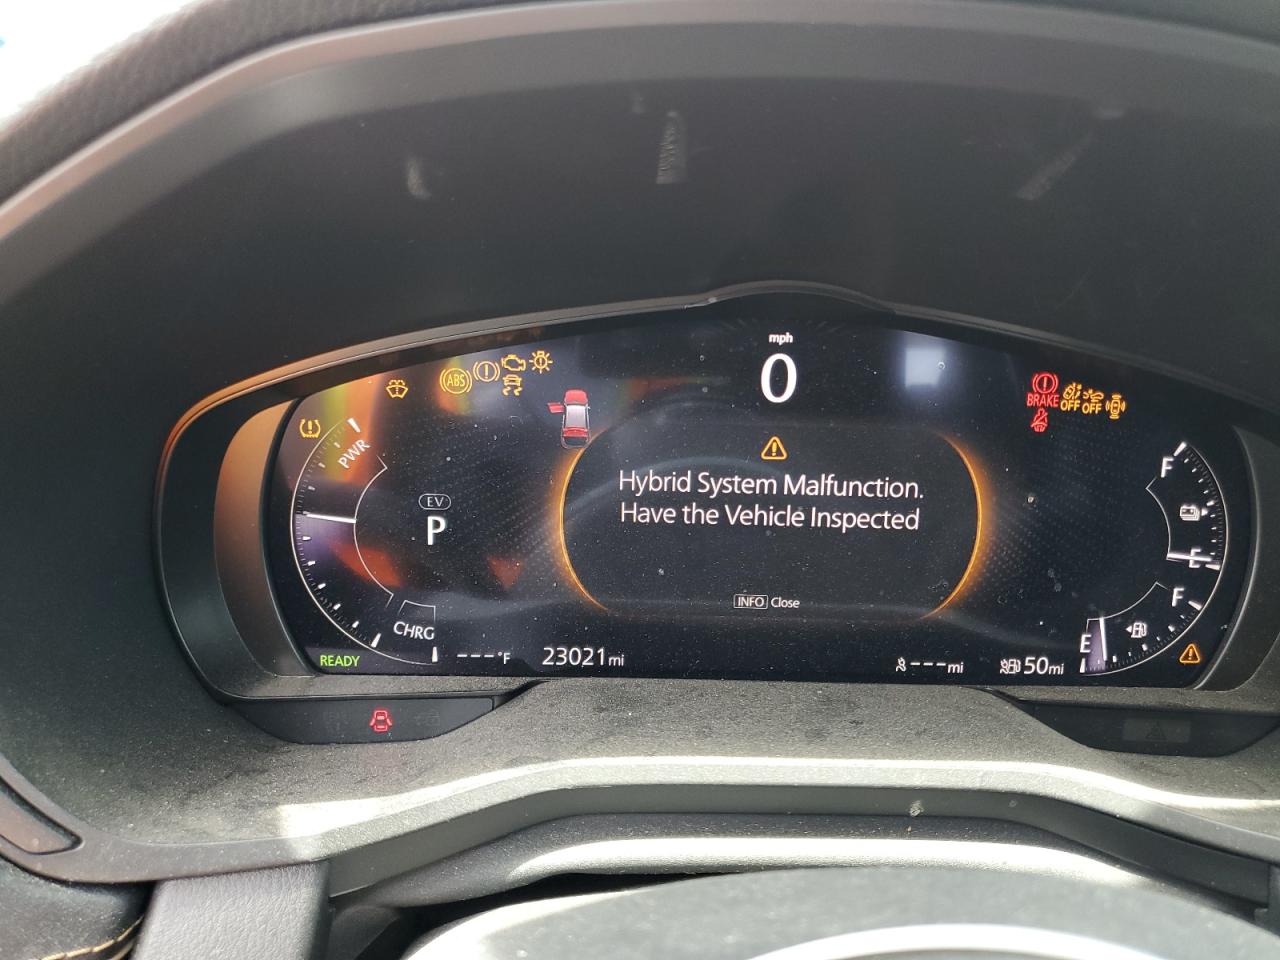 mph
0
ABS
BRAKE
OFF
OFF
PWR
EV
P
Hybrid System Malfunction.
Have the Vehicle Inspected
INFO Close
F
E
F
E
CHRG
READY
---°F
23021mi
---mi
50mi